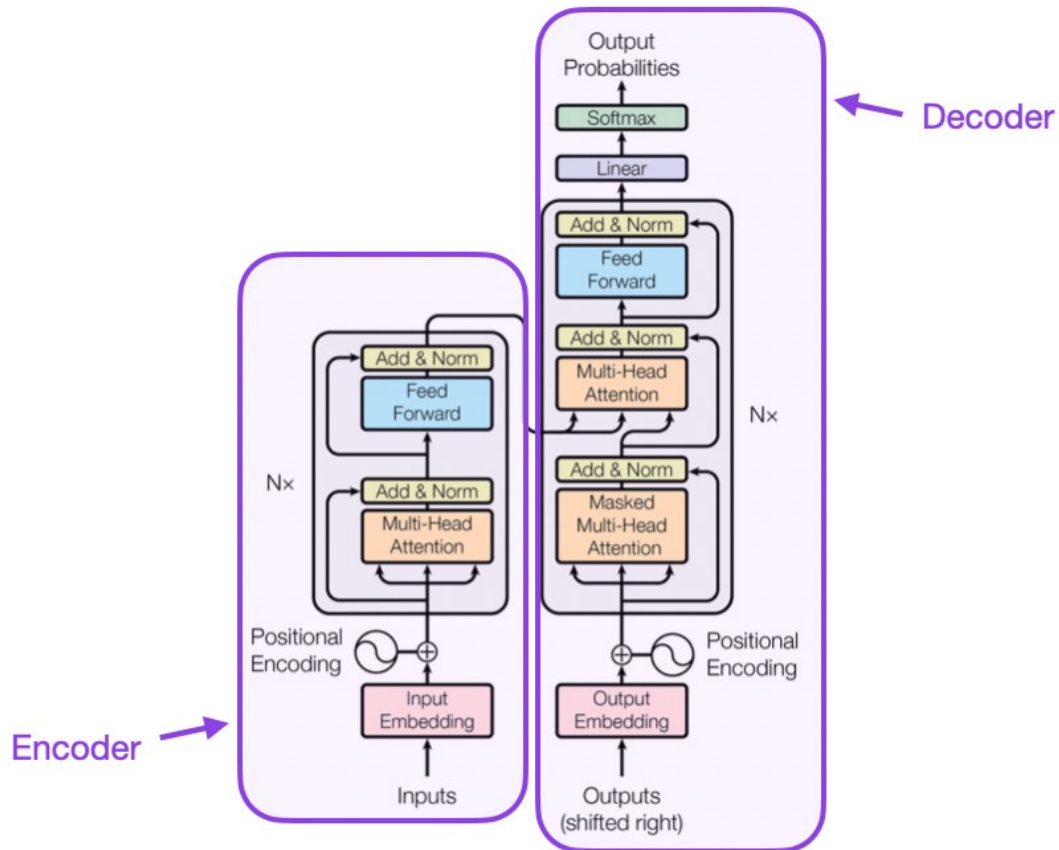 Output
Probabilities
Softmax
Linear
Add & Norm
Feed
Forward
Add & Norm
Multi-Head
Attention
Nx
Add & Norm
Masked
Multi-Head
Attention
Positional
Encoding
Output
Embedding
Outputs
(shifted right)
Decoder
Add & Norm
Feed
Forward
Nx
Add & Norm
Multi-Head
Attention
Positional
Encoding
Input
Embedding
Inputs
Encoder